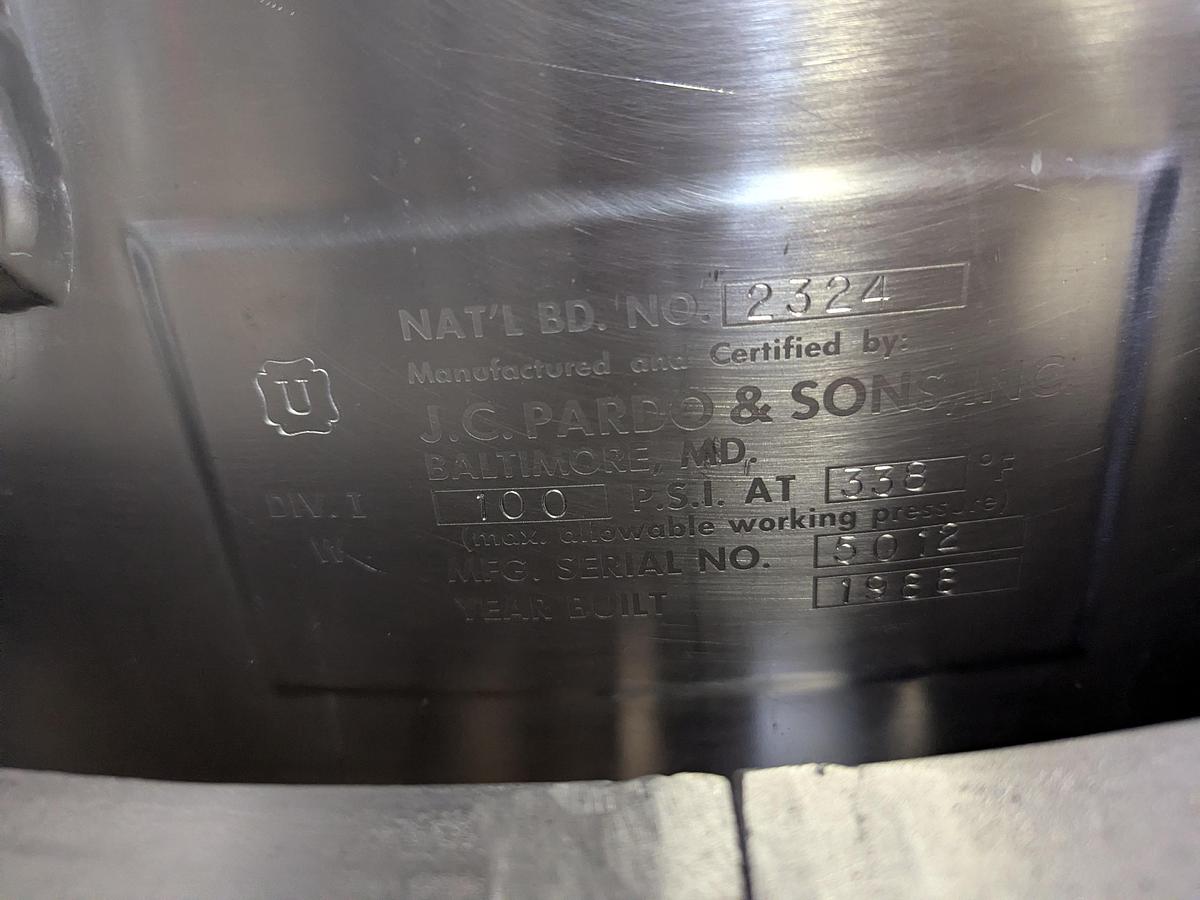 NAT'L BD. NO. 2324
Manufactured and Certified by:
U
J.C. PARDO & SONS, INC.
BALTIMORE, MD.
DIV. I
100 P.S.I. AT 338 °F
(max. allowable working pressure)
W
MFG. SERIAL NO. 5012
YEAR BUILT 1988